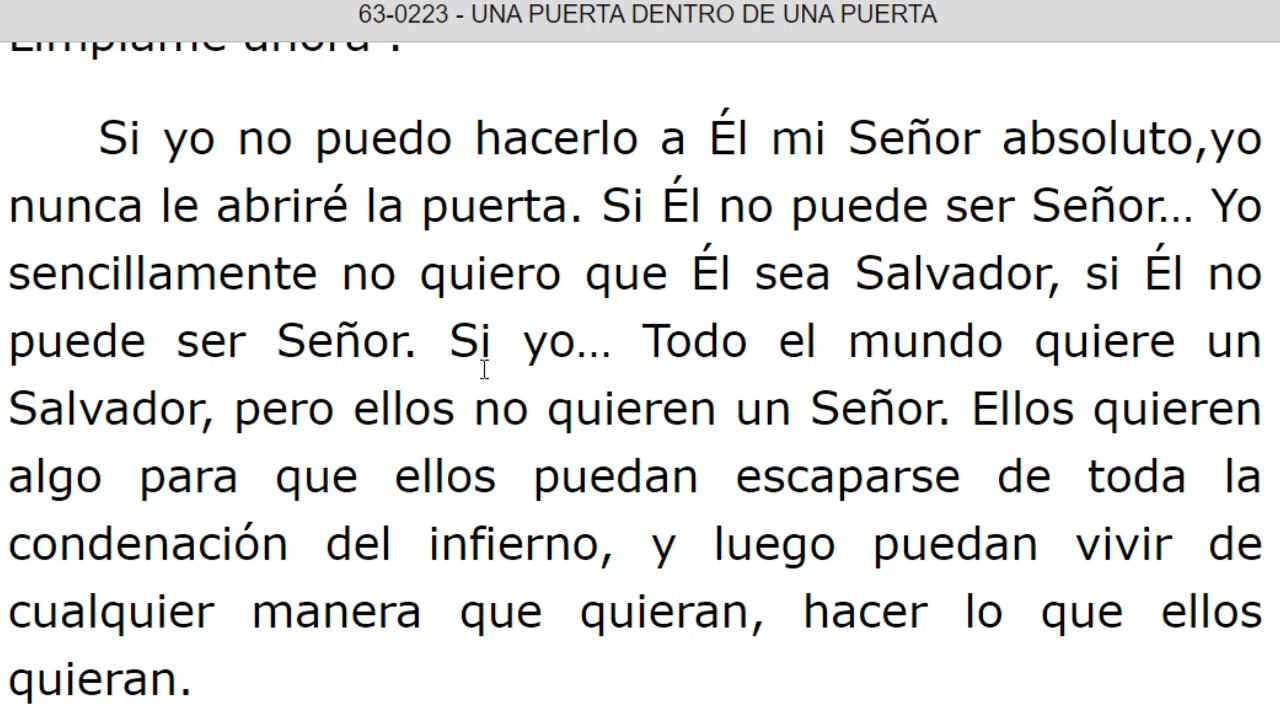 63-0223 - UNA PUERTA DENTRO DE UNA PUERTA
Límpiame ahora".
Si yo no puedo hacerlo a Él mi Señor absoluto,yo
nunca le abriré la puerta. Si Él no puede ser Señor... Yo
sencillamente no quiero que Él sea Salvador, si Él no
puede ser Señor. Si yo... Todo el mundo quiere un
Salvador, pero ellos no quieren un Señor. Ellos quieren
algo para que ellos puedan escaparse de toda la
condenación del infierno, y luego puedan vivir de
cualquier manera que quieran, hacer lo que ellos
quieran.